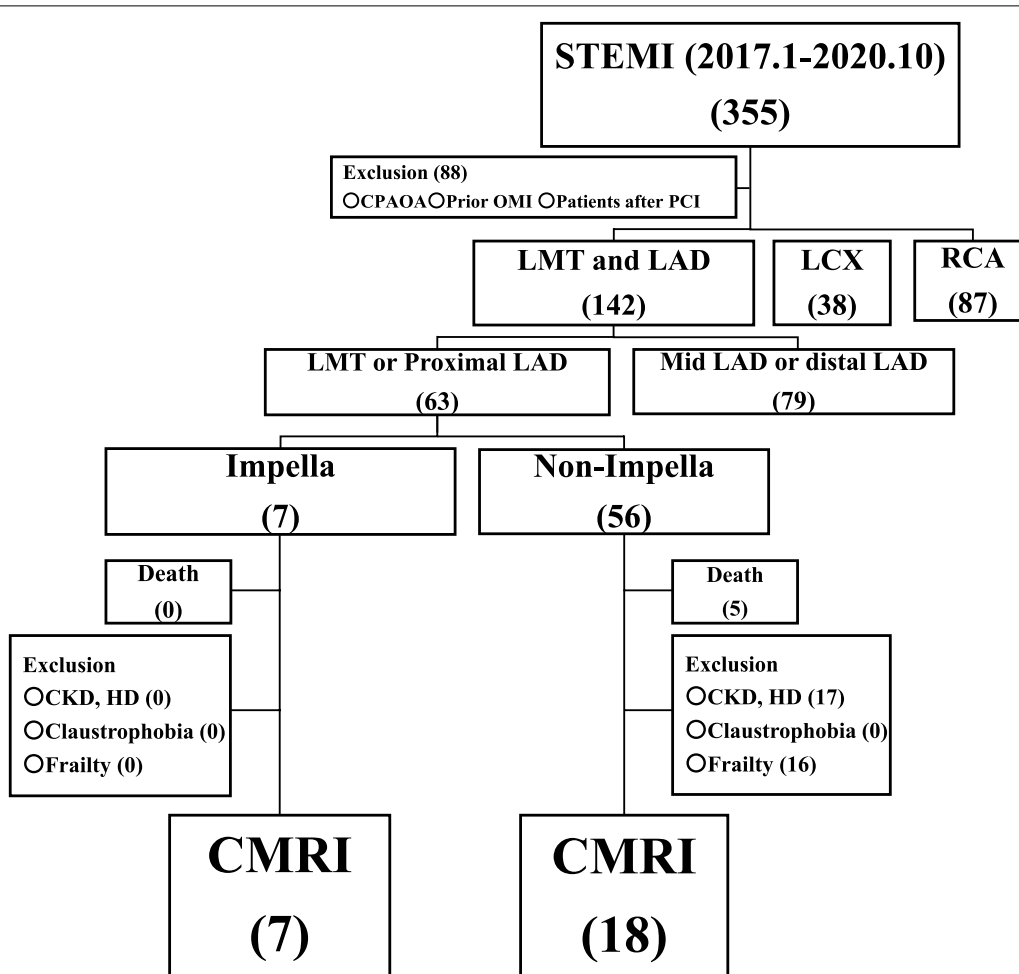 STEMI (2017.1-2020.10)
(355)
Exclusion (88)
○CPAOA○Prior OMI ○Patients after PCI
LMT and LAD
(142)
LCX
(38)
RCA
(87)
LMT or Proximal LAD
(63)
Mid LAD or distal LAD
(79)
Impella
(7)
Non-Impella
(56)
Death
(0)
Death
(5)
Exclusion
○CKD, HD (0)
○Claustrophobia (0)
○Frailty (0)
Exclusion
○CKD, HD (17)
○Claustrophobia (0)
○Frailty (16)
CMRI
(7)
CMRI
(18)